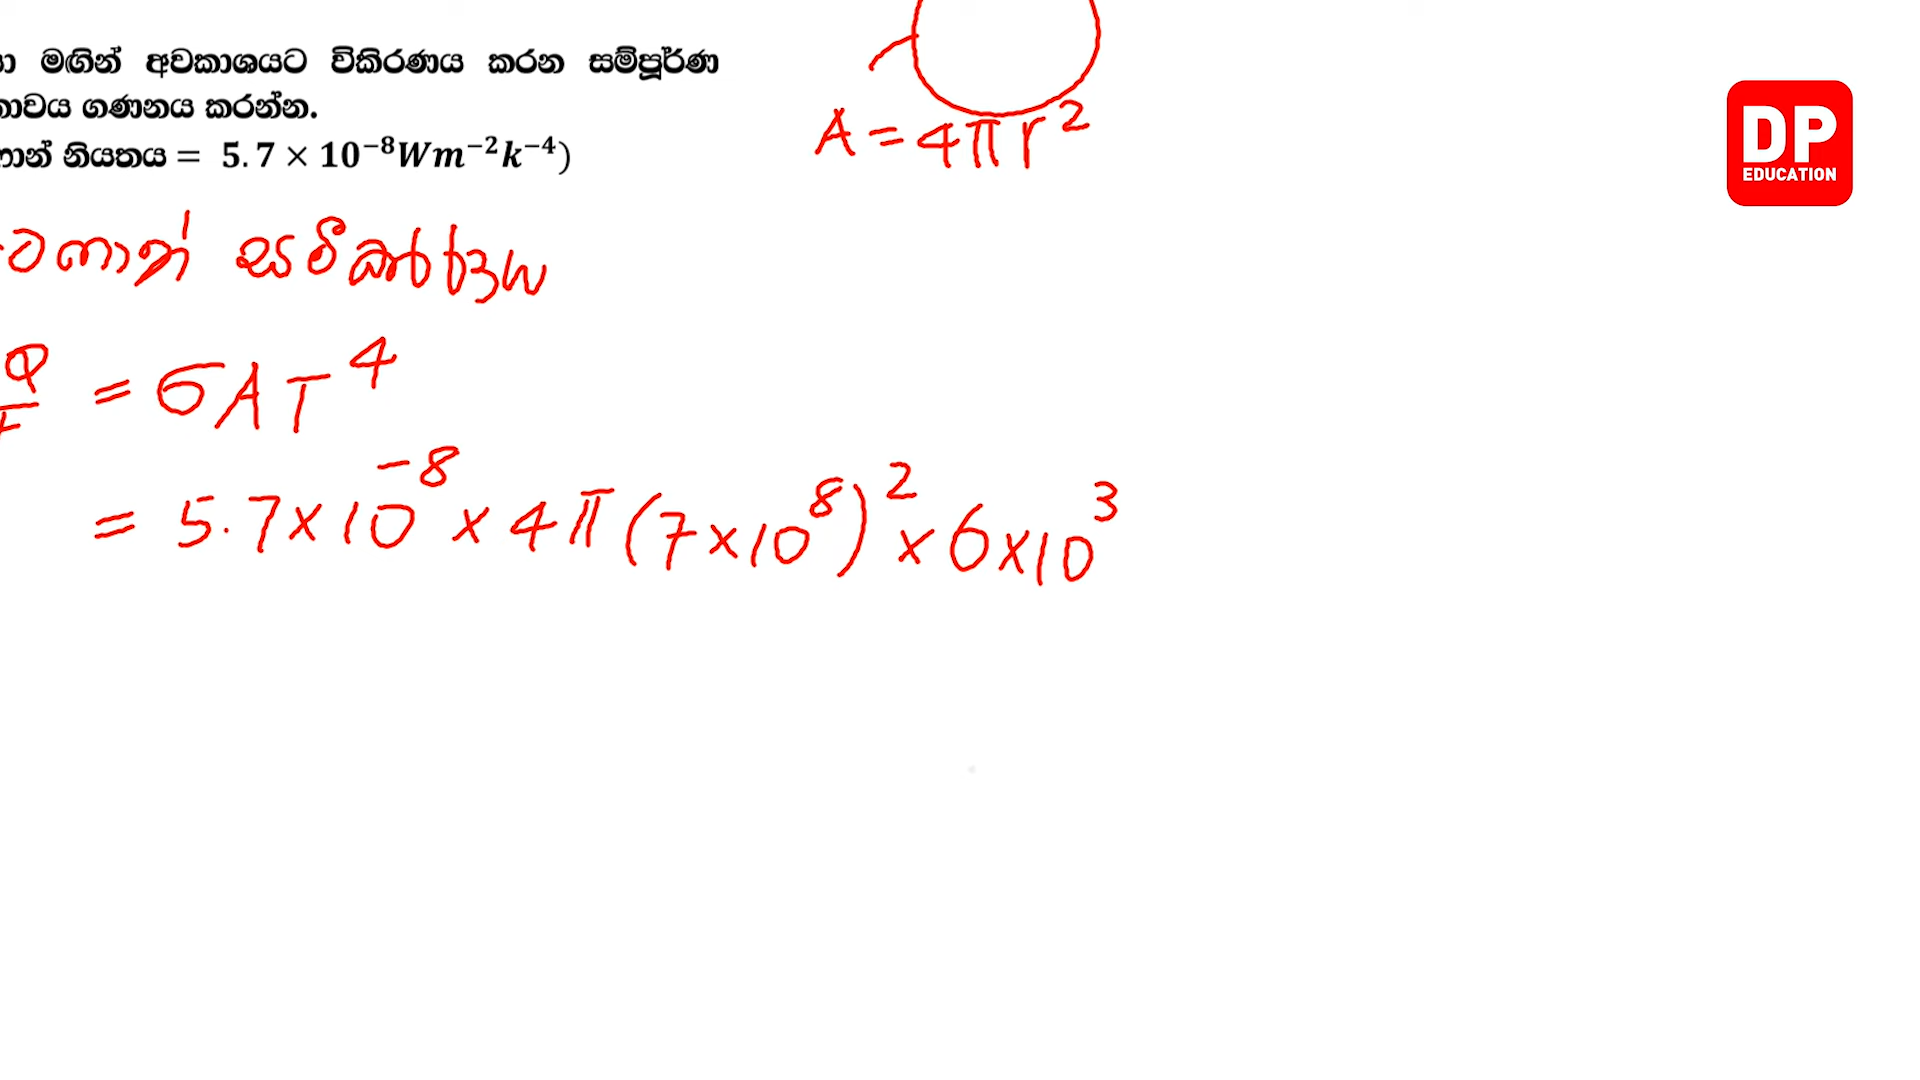 මඟින් අවකාශයට විකිරණය කරන සම්පූර්ණ
ගණනය කරන්න.
නියතය = 5.7 × 10⁻⁸Wm⁻²k⁻⁴)
A = 4πr²
DP
EDUCATION
සමීකරණය
Q = σAT⁴
= 5.7×10⁻⁸ × 4π(7×10⁸)² × 6×10³